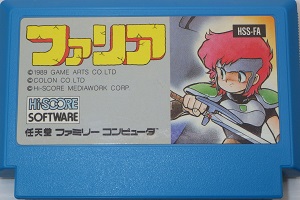 ファリア
HSS-FA
©1989 GAME ARTS CO LTD
©COLON CO LTD
©HI-SCORE MEDIAWORK CORP.
Hi-SCORE
SOFTWARE
任天堂 ファミリー コンピュータ